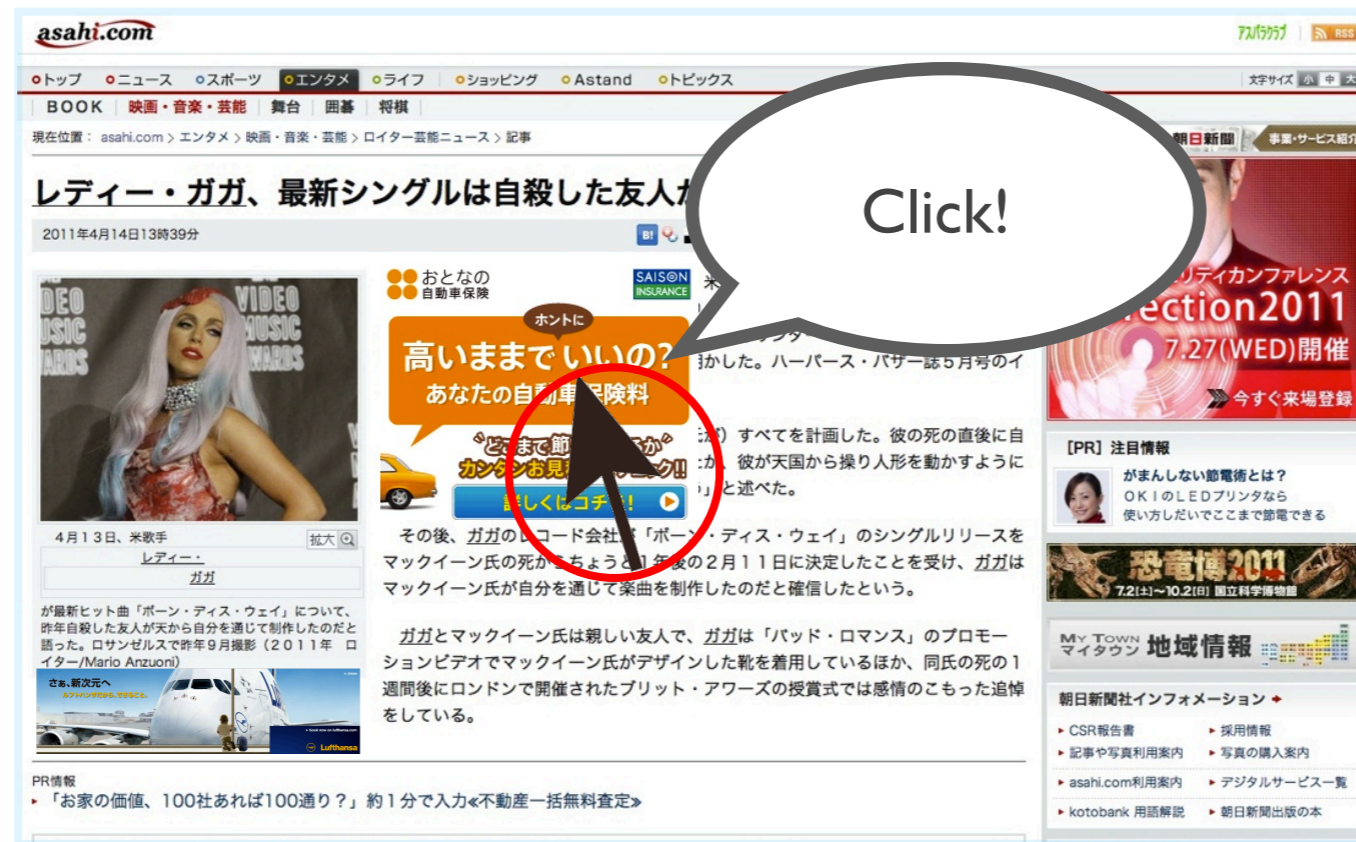 asahi.com
アスパラクラブ
RSS
トップ ニュース スポーツ エンタメ ライフ ショッピング Astand トピックス
文字サイズ 小 中 大
BOOK 映画・音楽・芸能 舞台 囲碁 将棋
現在位置： asahi.com > エンタメ > 映画・音楽・芸能 > ロイター芸能ニュース > 記事
朝日新聞
事業・サービス紹介
レディー・ガガ、最新シングルは自殺した友人が
2011年4月14日13時39分
B!
Click!
VIDEO
MUSIC
おとなの
自動車保険
SAISON
INSURANCE
ホントに
高いままでいいの?
あなたの自動車保険料
詳しくはコチラ!
明かした。ハーパース・バザー誌5月号のイ
すべてを計画した。彼の死の直後に自
彼が天国から操り人形を動かすように
と述べた。
その後、ガガのレコード会社が「ボーン・ディス・ウェイ」のシングルリリースを
マックイーン氏の死からちょうど1年後の2月11日に決定したことを受け、ガガは
マックイーン氏が自分を通じて楽曲を制作したのだと確信したという。
ガガとマックイーン氏は親しい友人で、ガガは「バッド・ロマンス」のプロモー
ションビデオでマックイーン氏がデザインした靴を着用しているほか、同氏の死の1
週間後にロンドンで開催されたブリット・アワーズの授賞式では感情のこもった追悼
をしている。
4月13日、米歌手
拡大
レディー・
ガガ
が最新ヒット曲「ボーン・ディス・ウェイ」について、
昨年自殺した友人が天から自分を通じて制作したのだと
語った。ロサンゼルスで昨年9月撮影（2011年 ロ
イター/Mario Anzuoni）
さぁ、新次元へ
Lufthansa
PR情報
「お家の価値、100社あれば100通り？」約1分で入力≪不動産一括無料査定≫
リティカンファレンス
ection2011
7.27(WED)開催
今すぐ来場登録
［PR］注目情報
がまんしない節電術とは？
OKIのLEDプリンタなら
使い方しだいでここまで節電できる
恐竜博2011
7.2[土]～10.2[日] 国立科学博物館
MY TOWN
マイタウン 地域情報
朝日新聞社インフォメーション
CSR報告書 採用情報
記事や写真利用案内 写真の購入案内
asahi.com利用案内 デジタルサービス一覧
kotobank 用語解説 朝日新聞出版の本